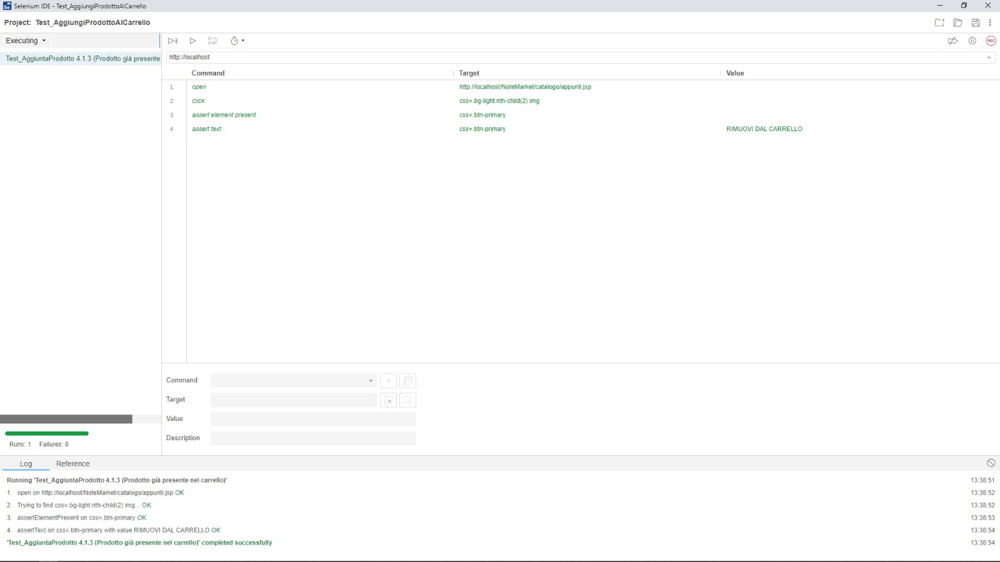 Selenium IDE - Test_AggiungiProdottoAlCarrello
Project: Test_AggiungiProdottoAlCarrello
Executing
REC
Test_AggiuntaProdotto 4.1.3 (Prodotto già presente
http://localhost
Command Target Value
1 open http://localhost/NoteMarket/catalogo/appunti.jsp
2 click css=.bg-light:nth-child(2) img
3 assert element present css=.btn-primary
4 assert text css=.btn-primary RIMUOVI DAL CARRELLO
Command //
Target
Value
Description
Runs: 1 Failures: 0
Log Reference
Running 'Test_AggiuntaProdotto 4.1.3 (Prodotto già presente nel carrello)' 13:38:51
1. open on http://localhost/NoteMarket/catalogo/appunti.jsp OK 13:38:52
2. Trying to find css=.bg-light:nth-child(2) img... OK 13:38:52
3. assertElementPresent on css=.btn-primary OK 13:38:53
4. assertText on css=.btn-primary with value RIMUOVI DAL CARRELLO OK 13:38:54
'Test_AggiuntaProdotto 4.1.3 (Prodotto già presente nel carrello)' completed successfully 13:38:54